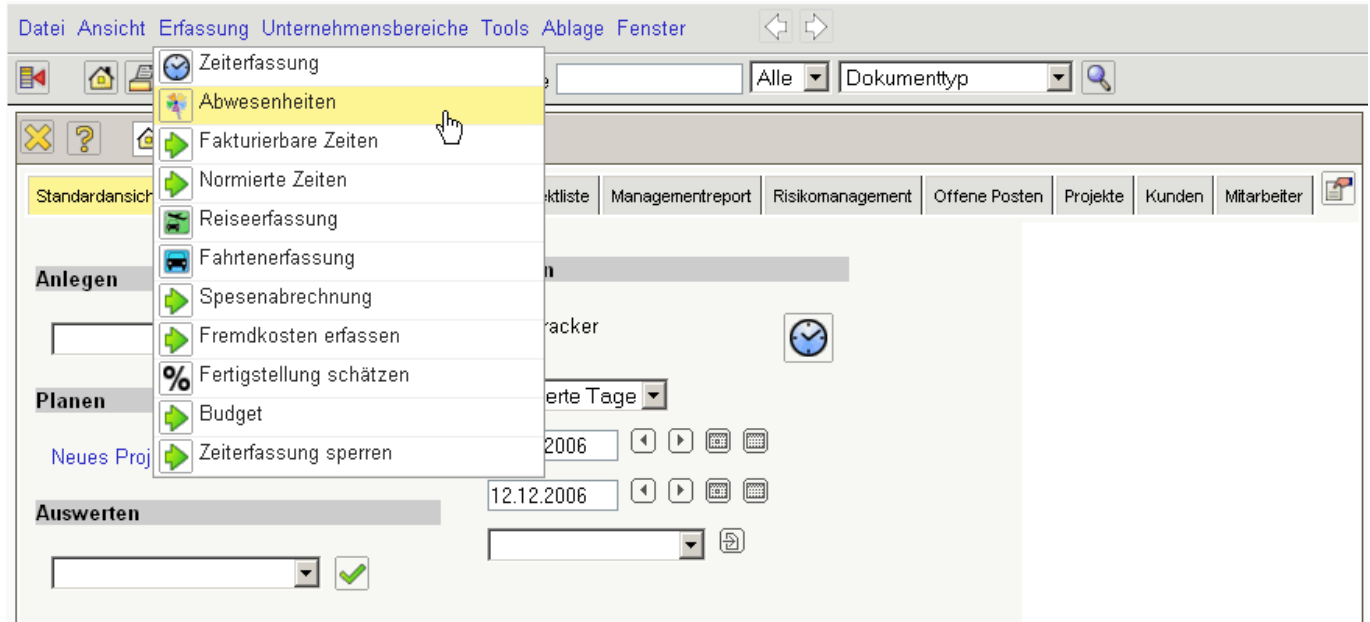 Datei Ansicht Erfassung Unternehmensbereiche Tools Ablage Fenster
Zeiterfassung
Alle Dokumenttyp
Abwesenheiten
Fakturierbare Zeiten
Normierte Zeiten
Standardansich ktliste Managementreport Risikomanagement Offene Posten Projekte Kunden Mitarbeiter
Reiseerfassung
Fahrtenerfassung
Anlegen n
Spesenabrechnung
racker
Fremdkosten erfassen
% Fertigstellung schätzen
Planen erte Tage
Budget
2006
Neues Proj
Zeiterfassung sperren
12.12.2006
Auswerten